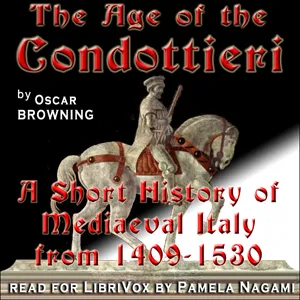 The Age of the
Condottieri
by Oscar
BROWNING
A Short History of
Mediaeval Italy
from 1409-1530
READ FOR LIBRIVOX BY PAMELA NAGAMI